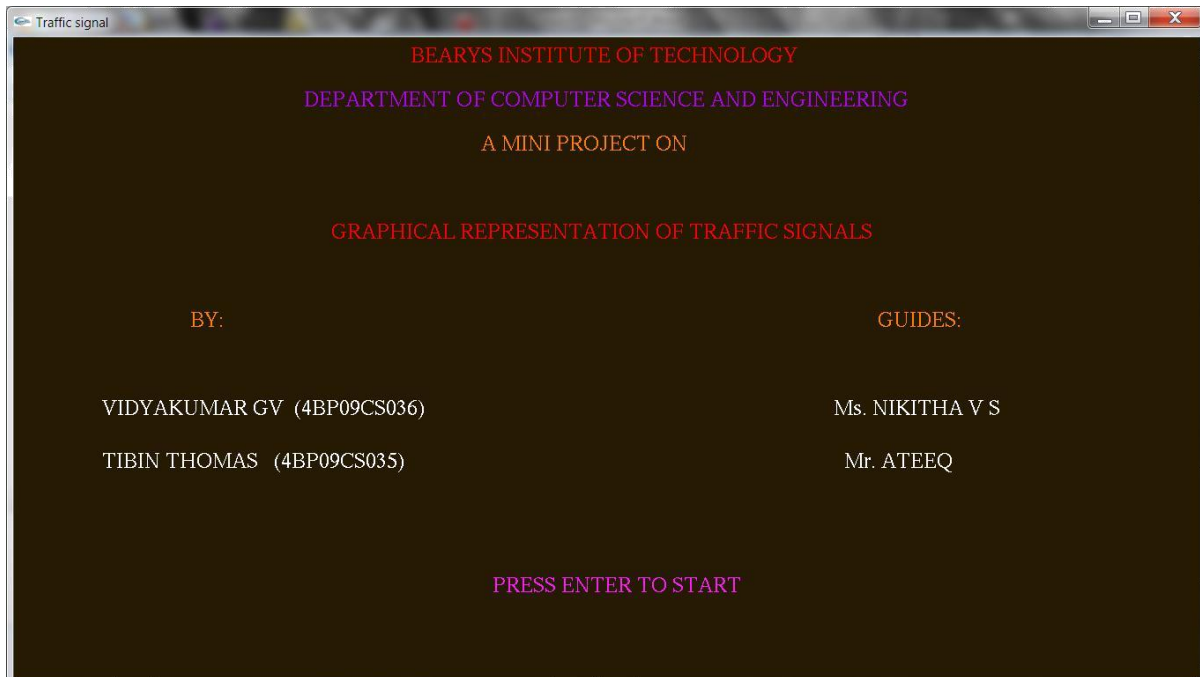 Traffic signal
BEARYS INSTITUTE OF TECHNOLOGY
DEPARTMENT OF COMPUTER SCIENCE AND ENGINEERING
A MINI PROJECT ON
GRAPHICAL REPRESENTATION OF TRAFFIC SIGNALS
BY: GUIDES:
VIDYAKUMAR GV (4BP09CS036) Ms. NIKITHA V S
TIBIN THOMAS (4BP09CS035) Mr. ATEEQ
PRESS ENTER TO START